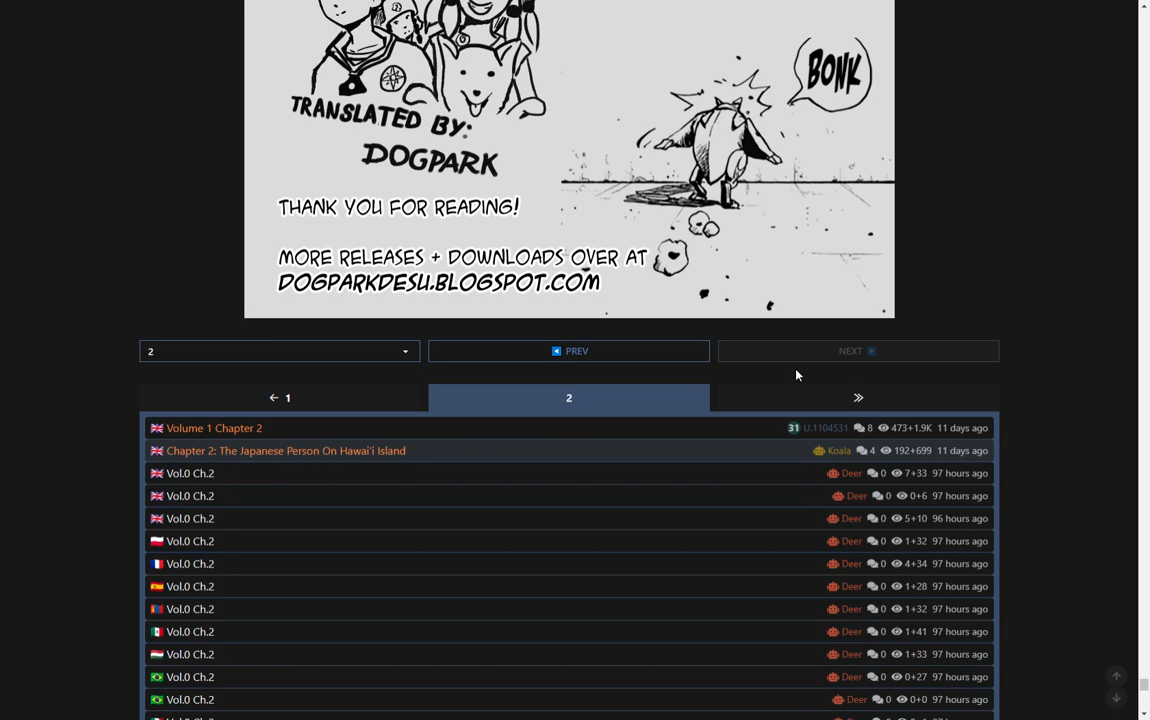 TRANSLATED BY:
DOGPARK
BONK
THANK YOU FOR READING!
MORE RELEASES + DOWNLOADS OVER AT
DOGPARKDESU.BLOGSPOT.COM
2
PREV
NEXT
← 1
2
Volume 1 Chapter 2 31 U.1104531 8 473+1.9K 11 days ago
Chapter 2: The Japanese Person On Hawai'i Island Koala 4 192+699 11 days ago
Vol.0 Ch.2 Deer 0 7+33 97 hours ago
Vol.0 Ch.2 Deer 0 0+6 97 hours ago
Vol.0 Ch.2 Deer 0 5+10 96 hours ago
Vol.0 Ch.2 Deer 0 1+32 97 hours ago
Vol.0 Ch.2 Deer 0 4+34 97 hours ago
Vol.0 Ch.2 Deer 0 1+28 97 hours ago
Vol.0 Ch.2 Deer 0 1+32 97 hours ago
Vol.0 Ch.2 Deer 0 1+41 97 hours ago
Vol.0 Ch.2 Deer 0 1+33 97 hours ago
Vol.0 Ch.2 Deer 0 0+27 97 hours ago
Vol.0 Ch.2 Deer 0 0+0 97 hours ago